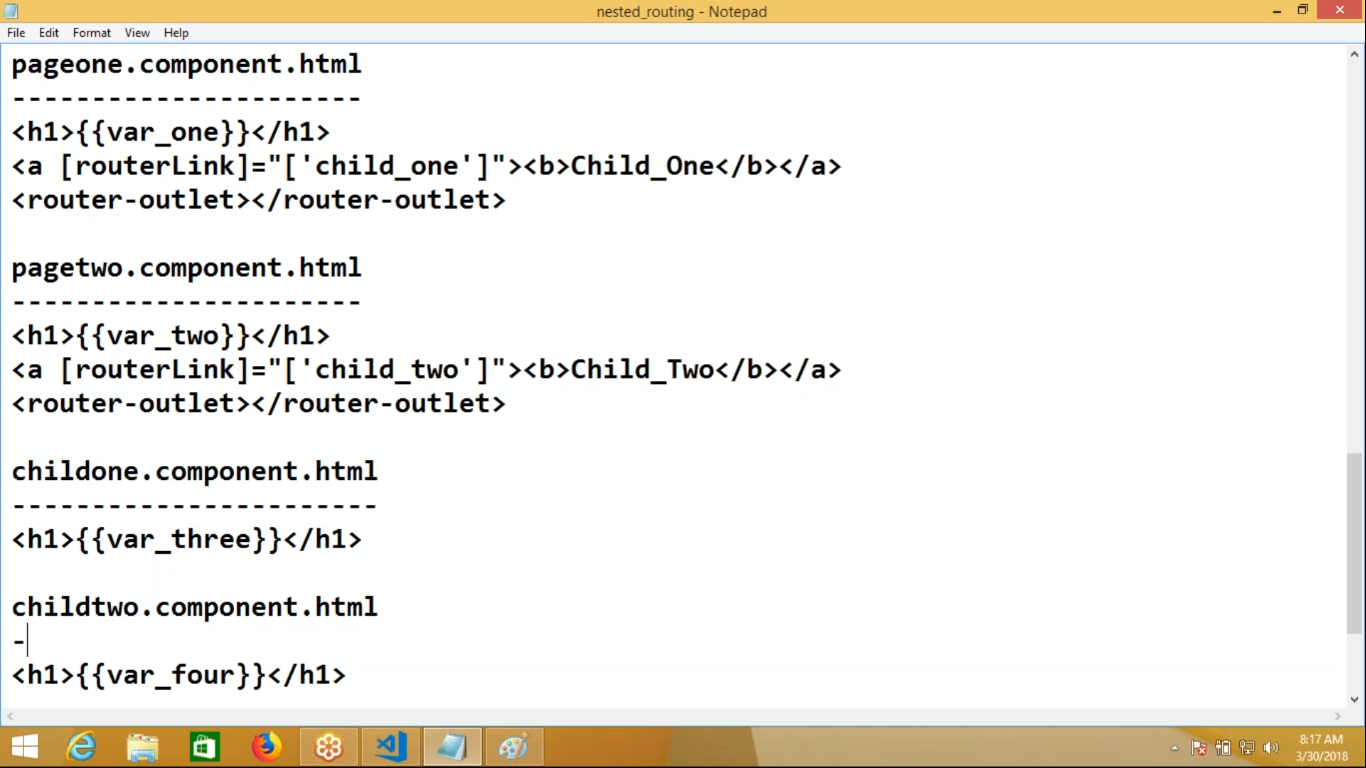 nested_routing - Notepad
File Edit Format View Help
pageone.component.html
----------------------
<h1>{{var_one}}</h1>
<a [routerLink]="['child_one']"><b>Child_One</b></a>
<router-outlet></router-outlet>
pagetwo.component.html
----------------------
<h1>{{var_two}}</h1>
<a [routerLink]="['child_two']"><b>Child_Two</b></a>
<router-outlet></router-outlet>
childone.component.html
-----------------------
<h1>{{var_three}}</h1>
childtwo.component.html
-
<h1>{{var_four}}</h1>
8:17 AM
3/30/2018